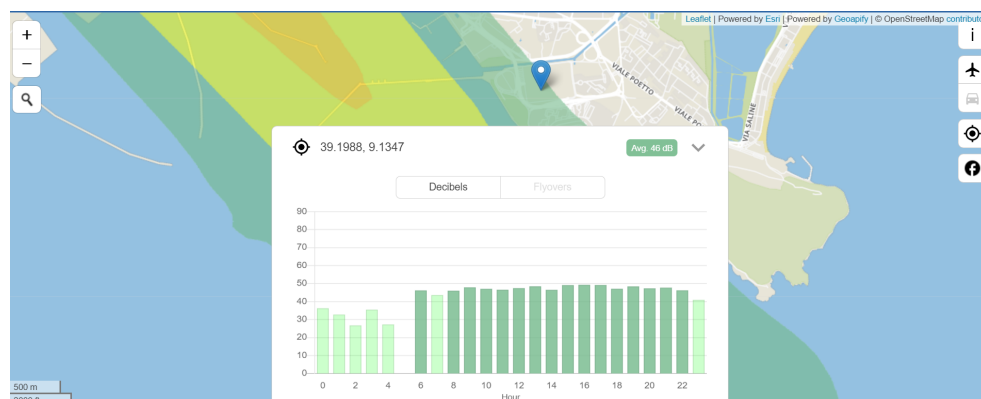 Leaflet | Powered by Esri | Powered by Geoapify | © OpenStreetMap
+
−
i
VIALE POETTO
VIA SALINE
39.1988, 9.1347
Avg. 46 dB
Decibels
Flyovers
90
80
70
60
50
40
30
20
10
0
0 2 4 6 8 10 12 14 16 18 20 22
Hour
500 m